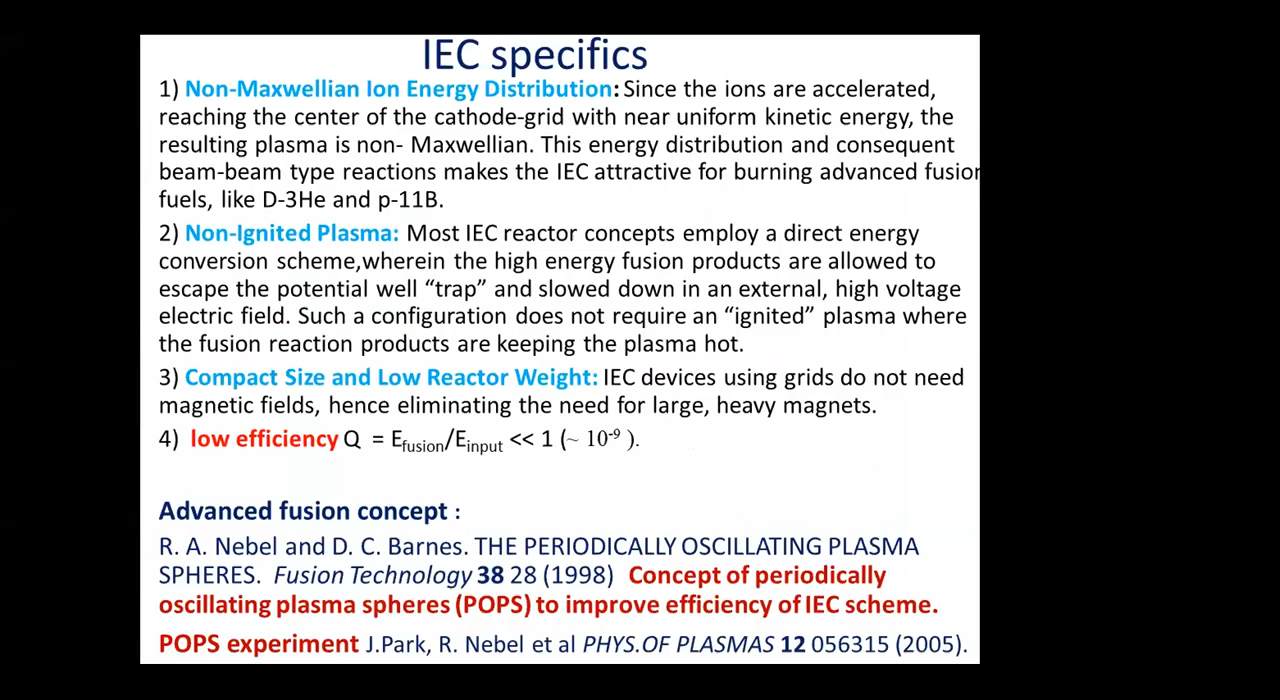 IEC specifics
1) Non-Maxwellian Ion Energy Distribution: Since the ions are accelerated,
reaching the center of the cathode-grid with near uniform kinetic energy, the
resulting plasma is non- Maxwellian. This energy distribution and consequent
beam-beam type reactions makes the IEC attractive for burning advanced fusion
fuels, like D-3He and p-11B.
2) Non-Ignited Plasma: Most IEC reactor concepts employ a direct energy
conversion scheme,wherein the high energy fusion products are allowed to
escape the potential well “trap” and slowed down in an external, high voltage
electric field. Such a configuration does not require an “ignited” plasma where
the fusion reaction products are keeping the plasma hot.
3) Compact Size and Low Reactor Weight: IEC devices using grids do not need
magnetic fields, hence eliminating the need for large, heavy magnets.
4) low efficiency Q = Efusion/Einput << 1 (~ 10⁻⁹ ).
Advanced fusion concept :
R. A. Nebel and D. C. Barnes. THE PERIODICALLY OSCILLATING PLASMA
SPHERES. Fusion Technology 38 28 (1998) Concept of periodically
oscillating plasma spheres (POPS) to improve efficiency of IEC scheme.
POPS experiment J.Park, R. Nebel et al PHYS.OF PLASMAS 12 056315 (2005).